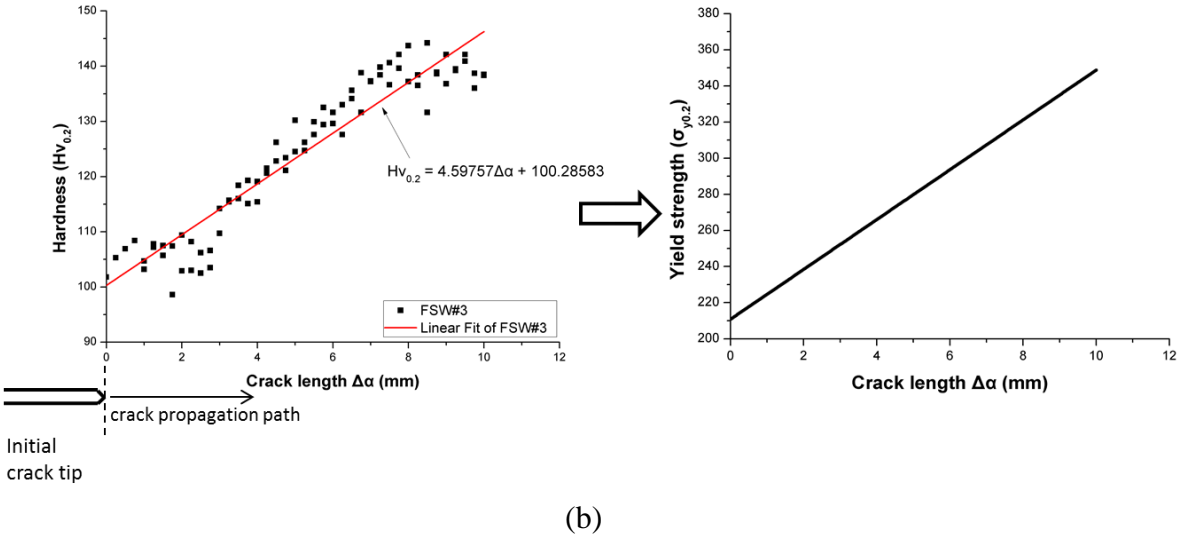 150
140
130
120
110
100
90
Hardness (Hv0.2)
Hv0.2 = 4.59757Δα + 100.28583
FSW#3
Linear Fit of FSW#3
0 2 4 6 8 10 12
Crack length Δα (mm)
crack propagation path
Initial
crack tip
380
360
340
320
300
280
260
240
220
200
Yield strength (σy0.2)
0 2 4 6 8 10 12
Crack length Δα (mm)
(b)